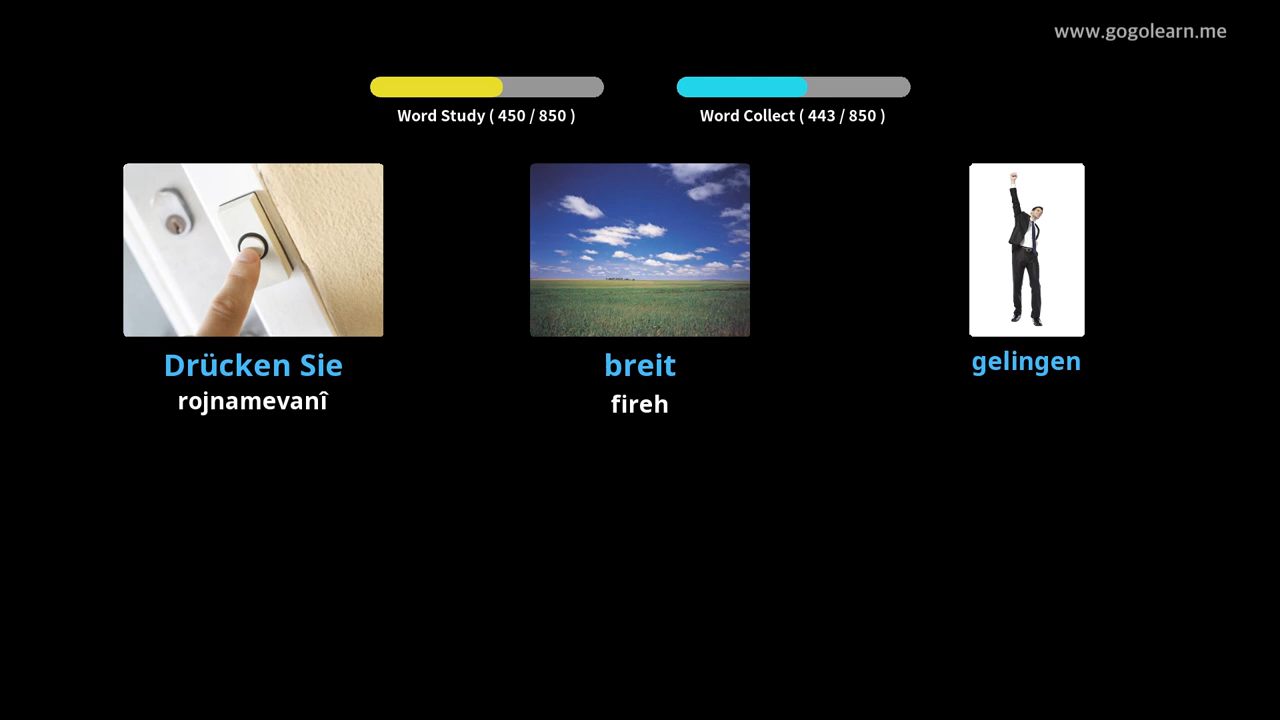 www.gogolearn.me
Word Study ( 450 / 850 )
Word Collect ( 443 / 850 )
Drücken Sie
rojnamevanî
breit
fireh
gelingen